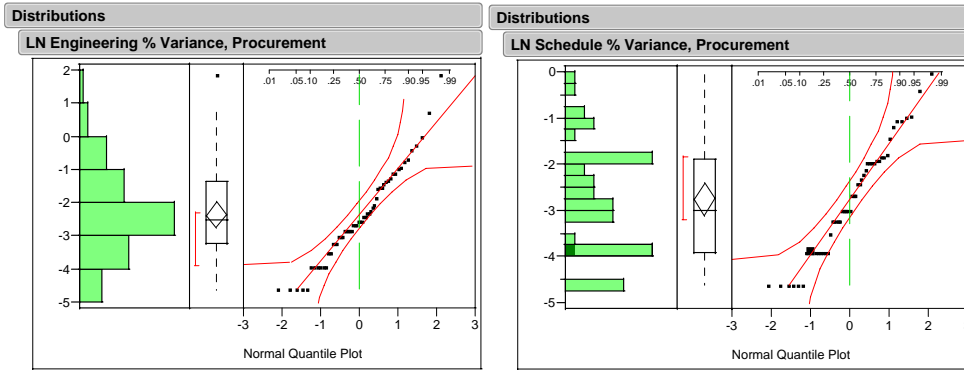 Distributions
LN Engineering % Variance, Procurement
.01 .05 .10 .25 .50 .75 .90 .95 .99
2
1
0
-1
-2
-3
-4
-5
-3 -2 -1 0 1 2 3
Normal Quantile Plot
Distributions
LN Schedule % Variance, Procurement
.01 .05 .10 .25 .50 .75 .90 .95 .99
0
-1
-2
-3
-4
-5
-3 -2 -1 0 1 2
Normal Quantile Plot